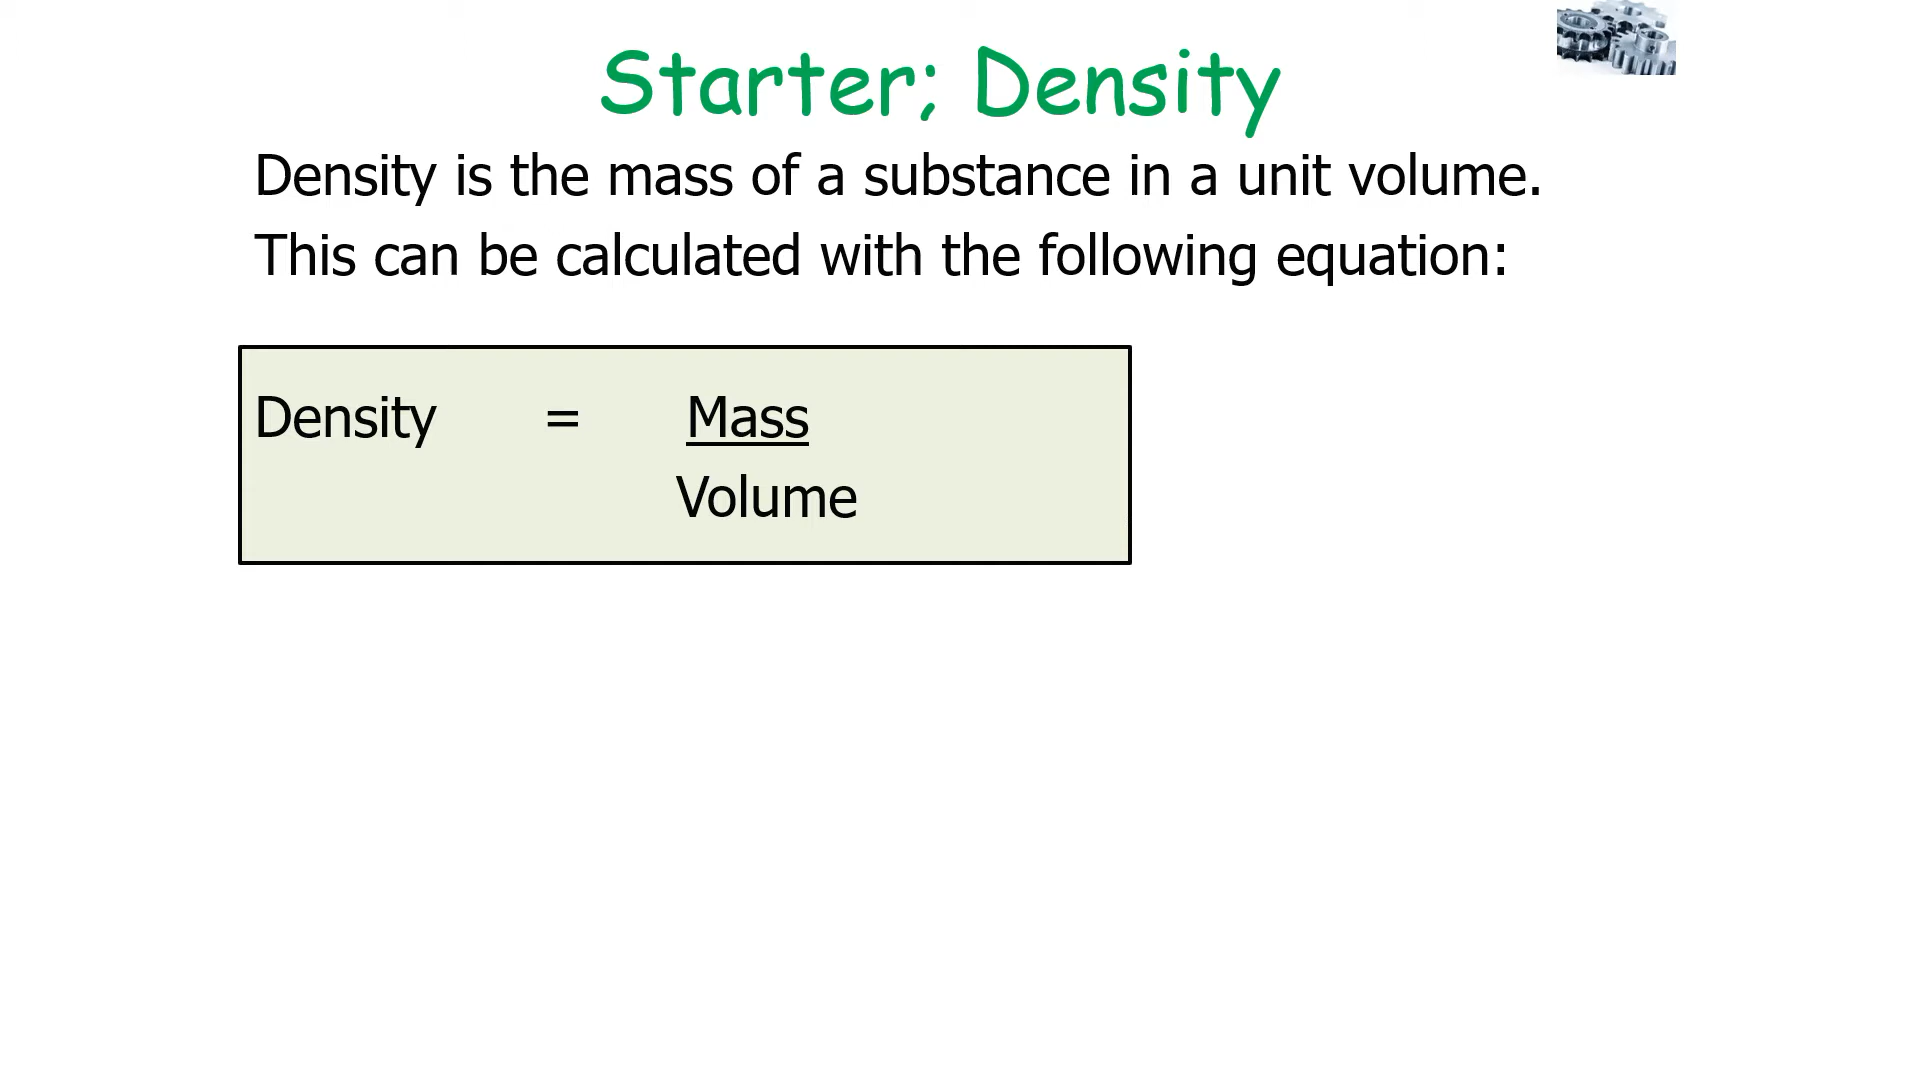 Starter; Density
Density is the mass of a substance in a unit volume.
This can be calculated with the following equation:
Density = Mass
Volume